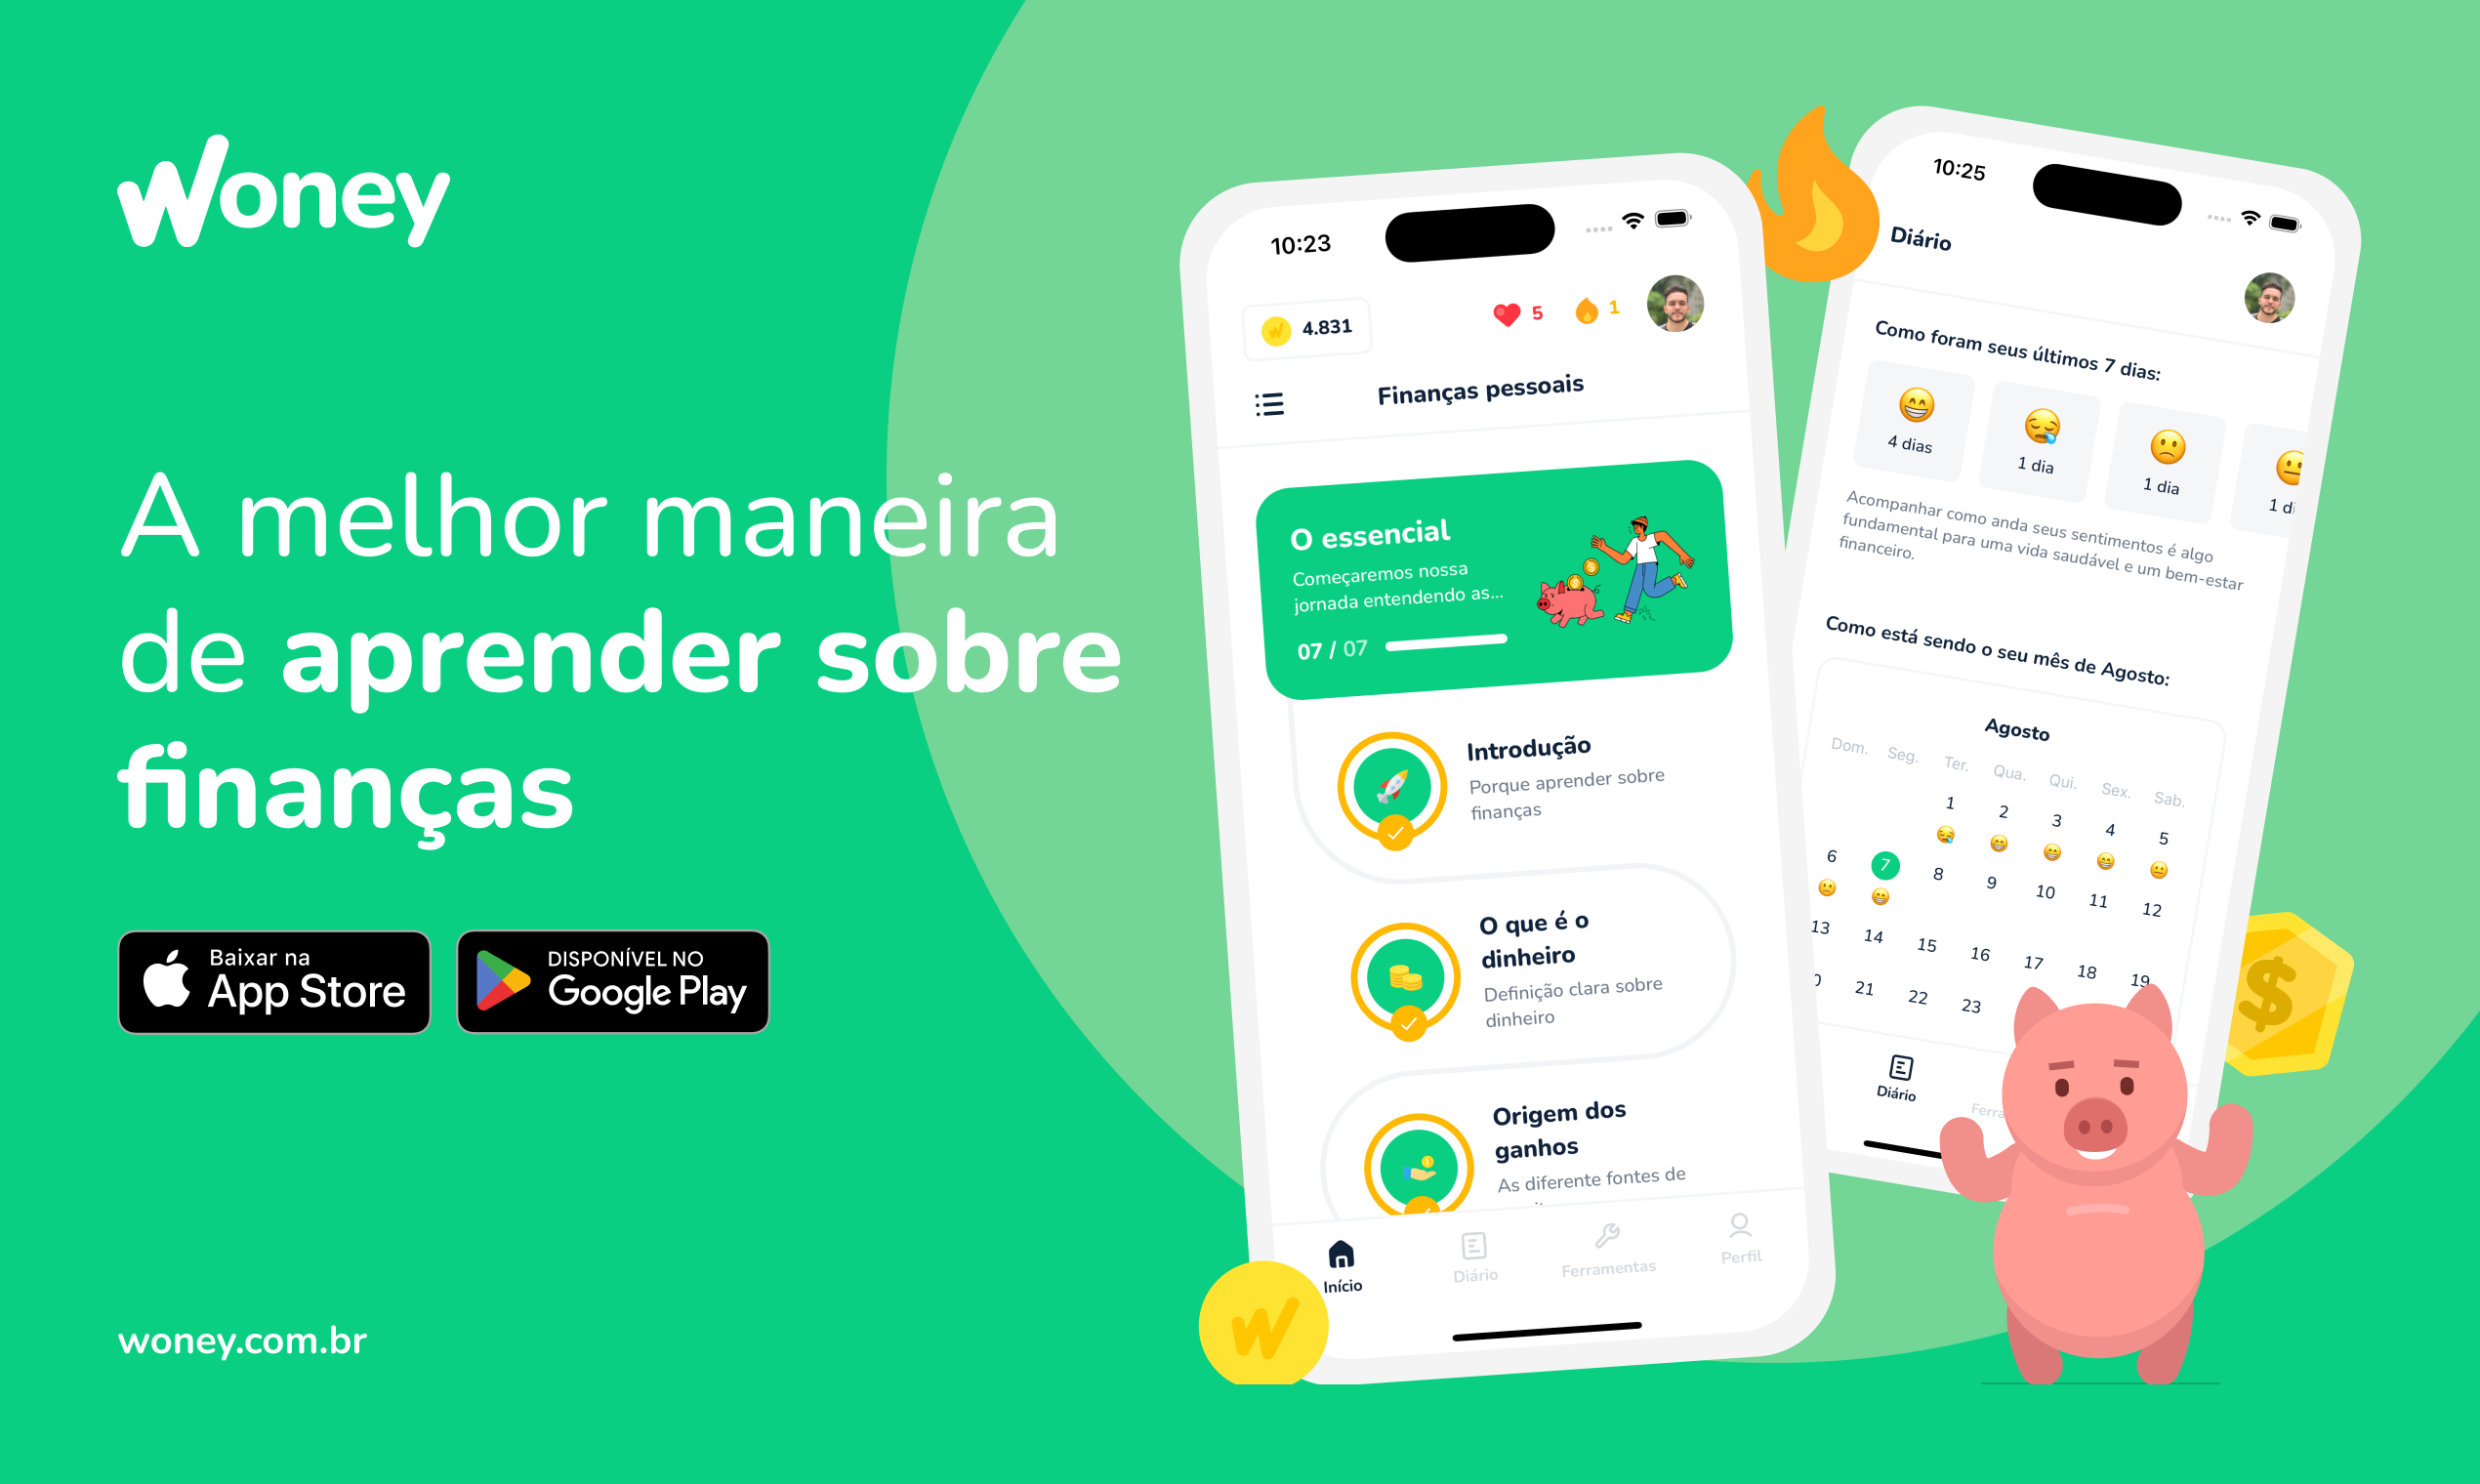 Woney
A melhor maneira
de aprender sobre
finanças
Baixar na
App Store
DISPONÍVEL NO
Google Play
woney.com.br
10:23
4.831
5
1
Finanças pessoais
O essencial
Começaremos nossa
jornada entendendo as...
07 / 07
Introdução
Porque aprender sobre
finanças
O que é o
dinheiro
Definição clara sobre
dinheiro
Origem dos
ganhos
As diferente fontes de
Início
Diário
Ferramentas
Perfil
10:25
Diário
Como foram seus últimos 7 dias:
4 dias
1 dia
1 dia
1 di
Acompanhar como anda seus sentimentos é algo
fundamental para uma vida saudável e um bem-estar
financeiro.
Como está sendo o seu mês de Agosto:
Agosto
Dom. Seg. Ter. Qua. Qui. Sex. Sab.
1 2 3 4 5
6 7 8 9 10 11 12
13 14 15 16 17 18 19
0 21 22 23
Diário
Ferra
$